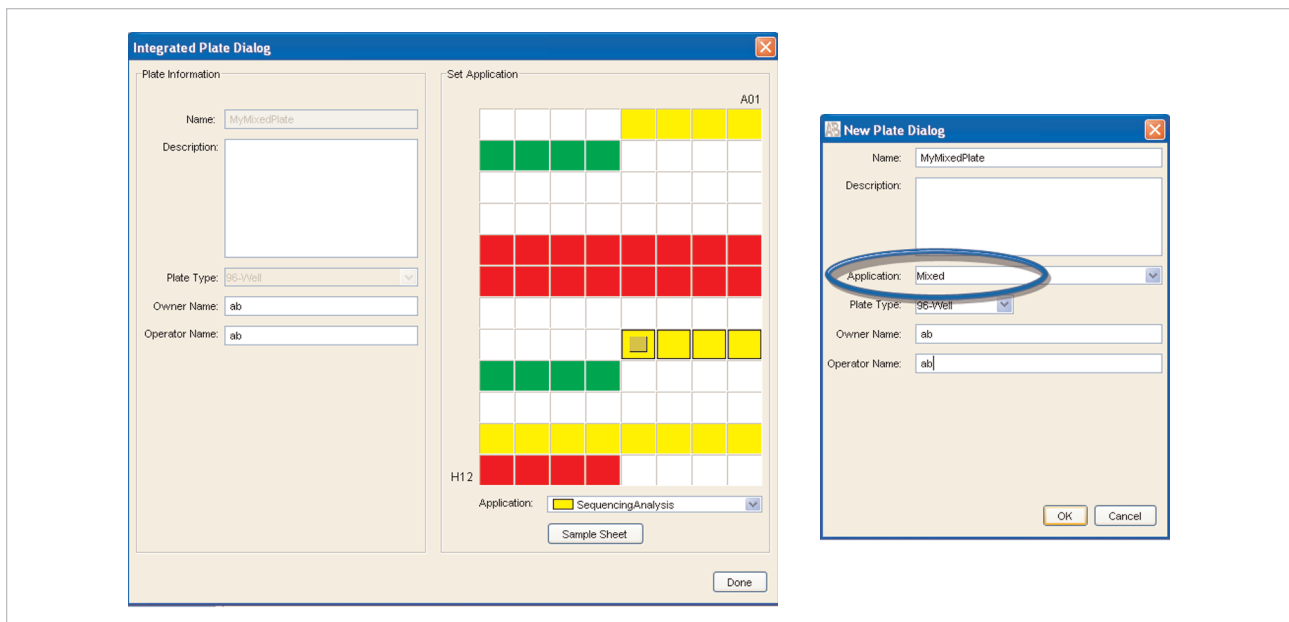 Integrated Plate Dialog
Plate Information
Name: MyMixedPlate
Description:
Plate Type: 96-Well
Owner Name: ab
Operator Name: ab
Set Application
A01
H12
Application: SequencingAnalysis
Sample Sheet
Done
New Plate Dialog
Name: MyMixedPlate
Description:
Application: Mixed
Plate Type: 96-Well
Owner Name: ab
Operator Name: ab
OK Cancel